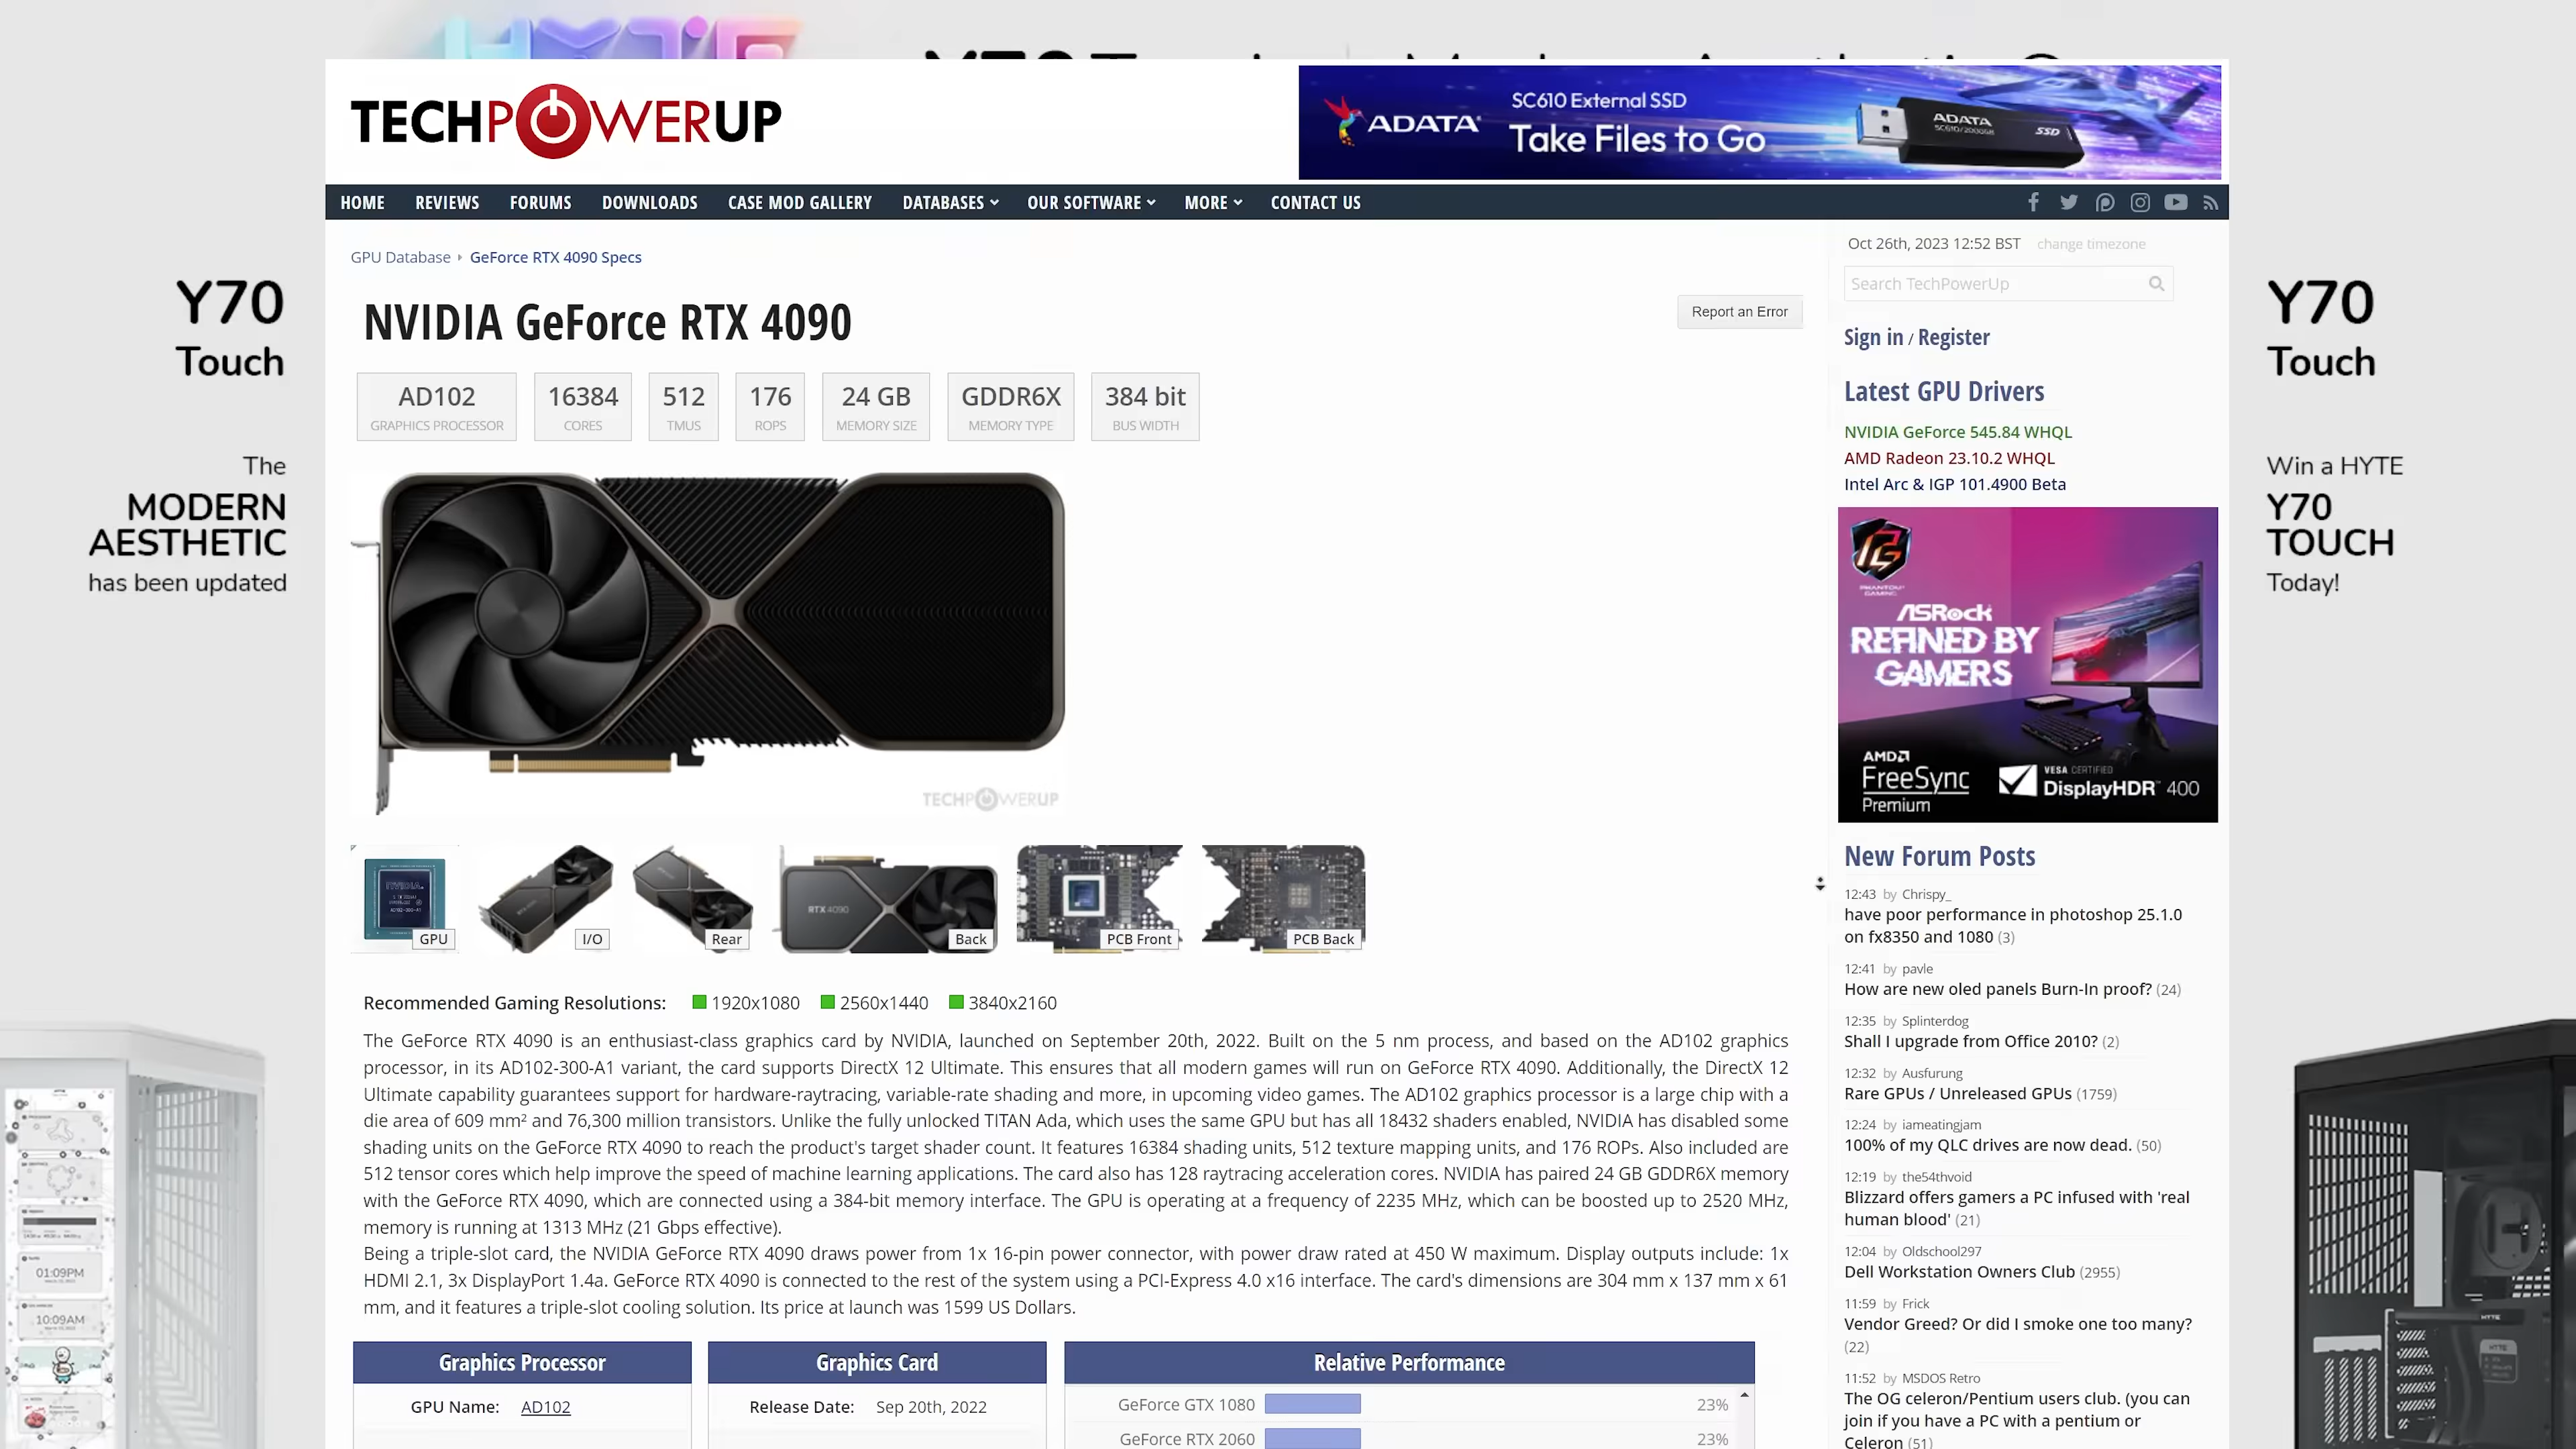 HYTE
TECHPOWERUP
ADATA
SC610 External SSD
Take Files to Go
ADATA
SC610/2000GB
SSD
HOME REVIEWS FORUMS DOWNLOADS CASE MOD GALLERY DATABASES OUR SOFTWARE MORE CONTACT US
Y70
Touch
The
MODERN
AESTHETIC
has been updated
GPU Database GeForce RTX 4090 Specs
NVIDIA GeForce RTX 4090
Report an Error
AD102 16384 512 176 24 GB GDDR6X 384 bit
GRAPHICS PROCESSOR CORES TMUS ROPS MEMORY SIZE MEMORY TYPE BUS WIDTH
TECHPOWERUP
NVIDIA
RTX 4090
GPU I/O Rear Back PCB Front PCB Back
Recommended Gaming Resolutions: 1920x1080 2560x1440 3840x2160
The GeForce RTX 4090 is an enthusiast-class graphics card by NVIDIA, launched on September 20th, 2022. Built on the 5 nm process, and based on the AD102 graphics
processor, in its AD102-300-A1 variant, the card supports DirectX 12 Ultimate. This ensures that all modern games will run on GeForce RTX 4090. Additionally, the DirectX 12
Ultimate capability guarantees support for hardware-raytracing, variable-rate shading and more, in upcoming video games. The AD102 graphics processor is a large chip with a
die area of 609 mm² and 76,300 million transistors. Unlike the fully unlocked TITAN Ada, which uses the same GPU but has all 18432 shaders enabled, NVIDIA has disabled some
shading units on the GeForce RTX 4090 to reach the product's target shader count. It features 16384 shading units, 512 texture mapping units, and 176 ROPs. Also included are
512 tensor cores which help improve the speed of machine learning applications. The card also has 128 raytracing acceleration cores. NVIDIA has paired 24 GB GDDR6X memory
with the GeForce RTX 4090, which are connected using a 384-bit memory interface. The GPU is operating at a frequency of 2235 MHz, which can be boosted up to 2520 MHz,
memory is running at 1313 MHz (21 Gbps effective).
Being a triple-slot card, the NVIDIA GeForce RTX 4090 draws power from 1x 16-pin power connector, with power draw rated at 450 W maximum. Display outputs include: 1x
HDMI 2.1, 3x DisplayPort 1.4a. GeForce RTX 4090 is connected to the rest of the system using a PCI-Express 4.0 x16 interface. The card's dimensions are 304 mm x 137 mm x 61
mm, and it features a triple-slot cooling solution. Its price at launch was 1599 US Dollars.
Graphics Processor
GPU Name: AD102
Graphics Card
Release Date: Sep 20th, 2022
Relative Performance
GeForce GTX 1080 23%
GeForce RTX 2060 23%
Oct 26th, 2023 12:52 BST change timezone
Search TechPowerUp
Sign in / Register
Latest GPU Drivers
NVIDIA GeForce 545.84 WHQL
AMD Radeon 23.10.2 WHQL
Intel Arc & IGP 101.4900 Beta
PHANTOM
GAMING
ASRock
REFINED BY
GAMERS
AMD
FreeSync
Premium
VESA CERTIFIED
DisplayHDR™ 400
New Forum Posts
12:43 by Chrispy_
have poor performance in photoshop 25.1.0
on fx8350 and 1080 (3)
12:41 by pavle
How are new oled panels Burn-In proof? (24)
12:35 by Splinterdog
Shall I upgrade from Office 2010? (2)
12:32 by Ausfurung
Rare GPUs / Unreleased GPUs (1759)
12:24 by iameatingjam
100% of my QLC drives are now dead. (50)
12:19 by the54thvoid
Blizzard offers gamers a PC infused with 'real
human blood' (21)
12:04 by Oldschool297
Dell Workstation Owners Club (2955)
11:59 by Frick
Vendor Greed? Or did I smoke one too many?
(22)
11:52 by MSDOS Retro
The OG celeron/Pentium users club. (you can
join if you have a PC with a pentium or
Celeron (51)
Y70
Touch
Win a HYTE
Y70
TOUCH
Today!
01:09PM
10:09AM
HYTE
HYTE